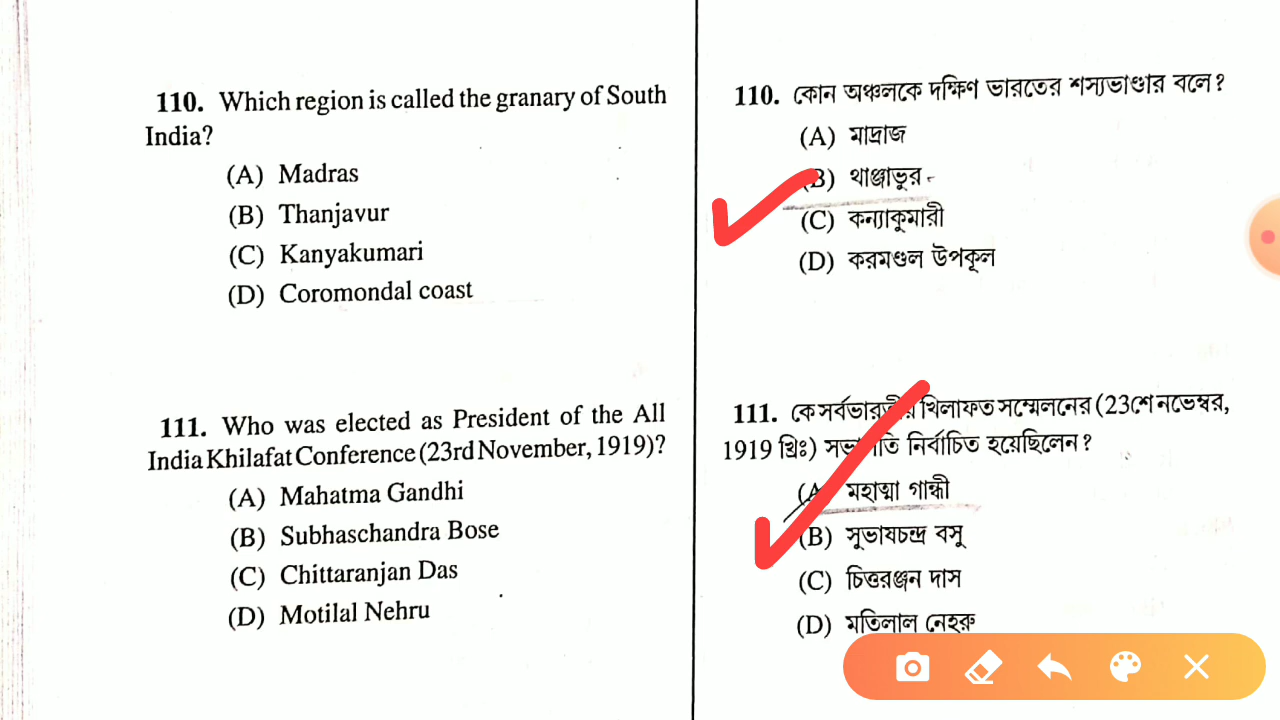 110. Which region is called the granary of South
India?
(A) Madras
(B) Thanjavur
(C) Kanyakumari
(D) Coromondal coast
111. Who was elected as President of the All
India Khilafat Conference (23rd November, 1919)?
(A) Mahatma Gandhi
(B) Subhaschandra Bose
(C) Chittaranjan Das
(D) Motilal Nehru
110. কোন অঞ্চলকে দক্ষিণ ভারতের শস্যভাণ্ডার বলে?
(A) মাদ্রাজ
(B) থাঞ্জাভুর
(C) কন্যাকুমারী
(D) করমণ্ডল উপকূল
111. কে সর্বভারতীয় খিলাফত সম্মেলনের (23শে নভেম্বর,
1919 খ্রিঃ) সভাপতি নির্বাচিত হয়েছিলেন?
(A) মহাত্মা গান্ধী
(B) সুভাষচন্দ্র বসু
(C) চিত্তরঞ্জন দাস
(D) মতিলাল নেহরু